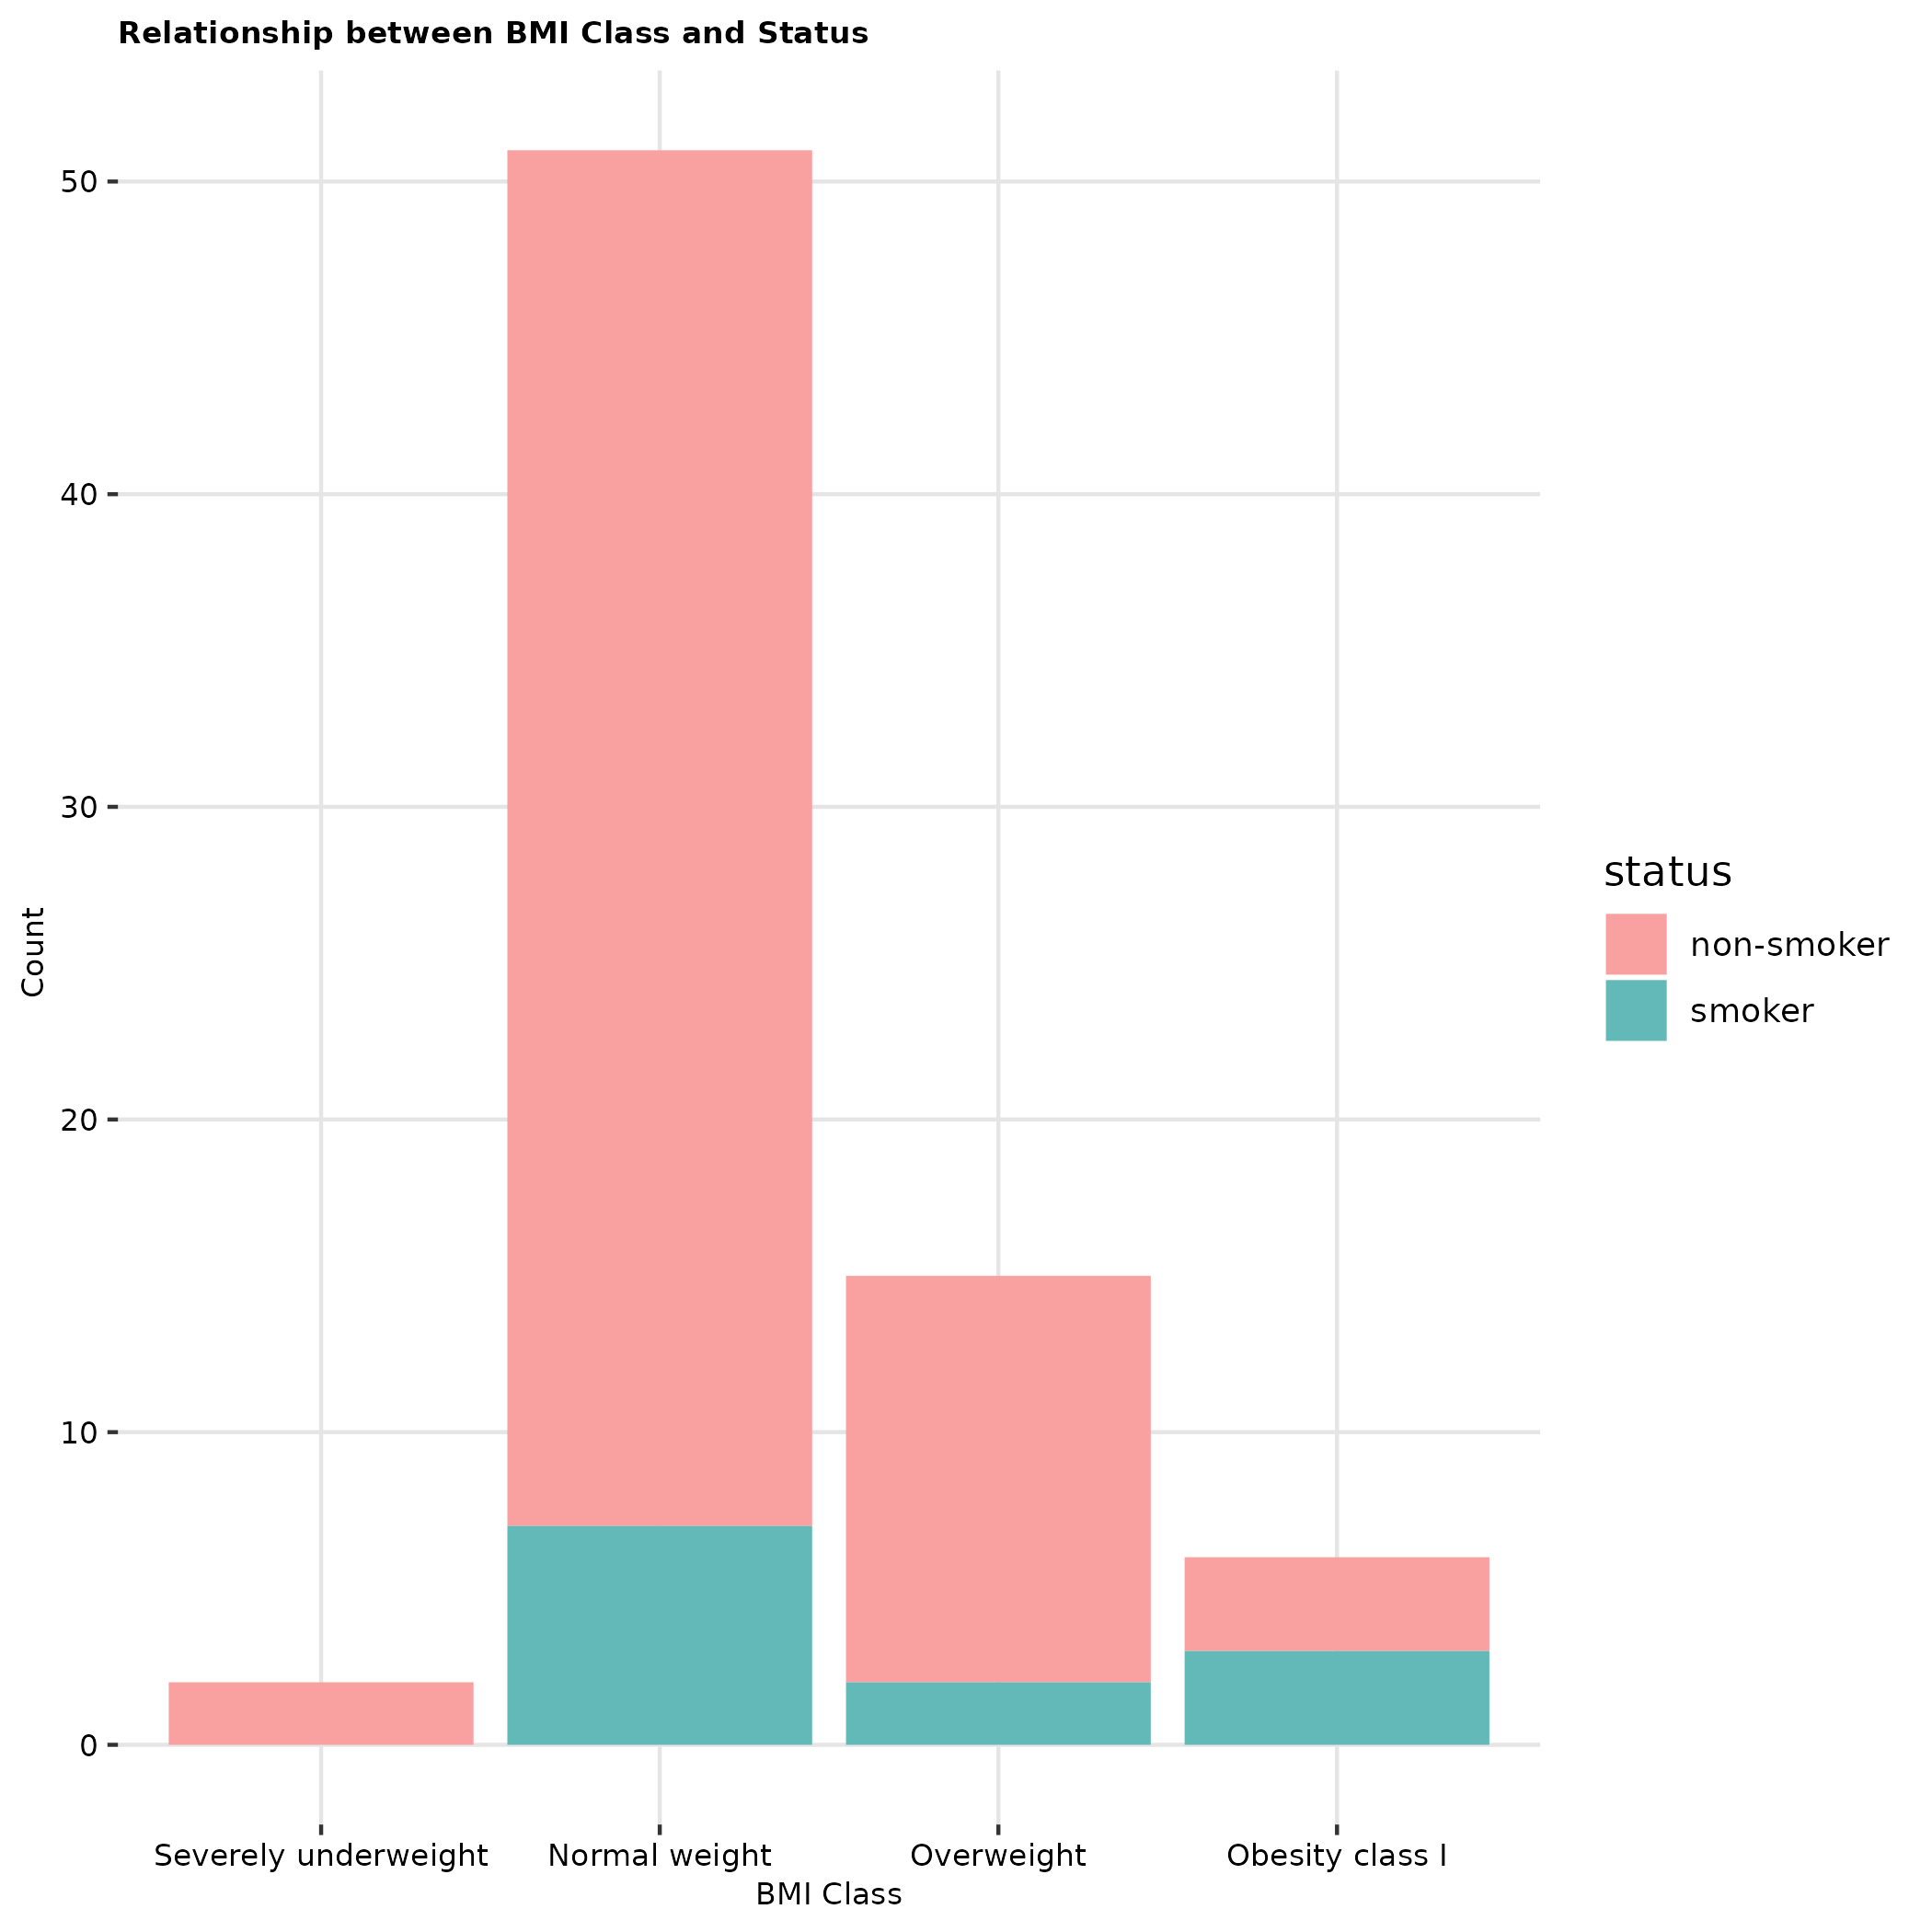 Relationship between BMI Class and Status
50
40
30
20
10
0
Count
Severely underweight
Normal weight
Overweight
Obesity class I
BMI Class
status
non-smoker
smoker